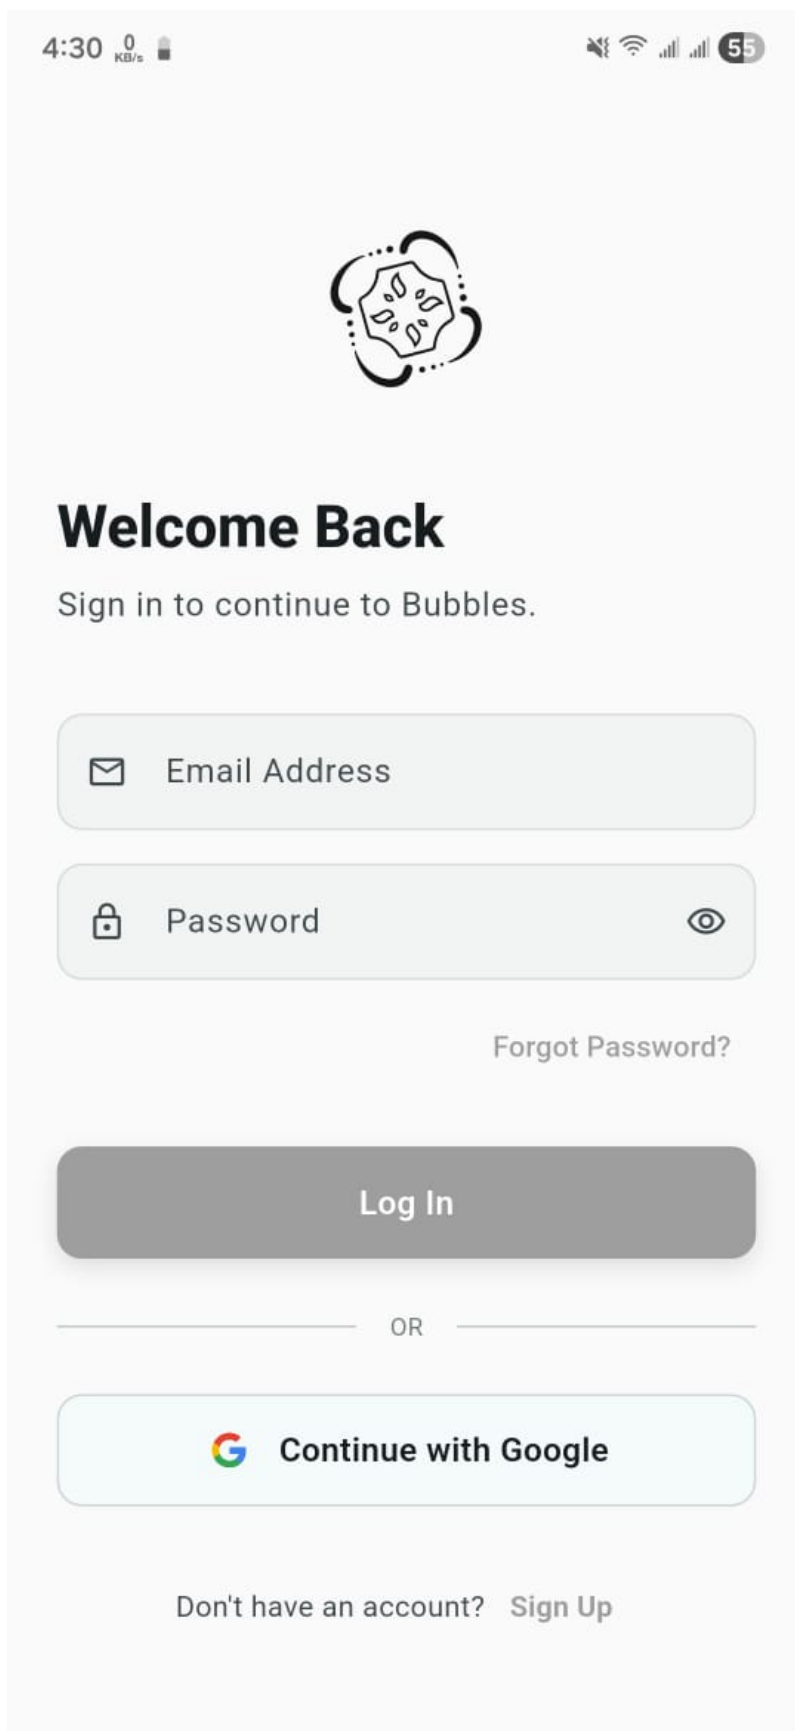 4:30 0 KB/s 55
Welcome Back
Sign in to continue to Bubbles.
Email Address
Password
Forgot Password?
Log In
OR
Continue with Google
Don't have an account? Sign Up